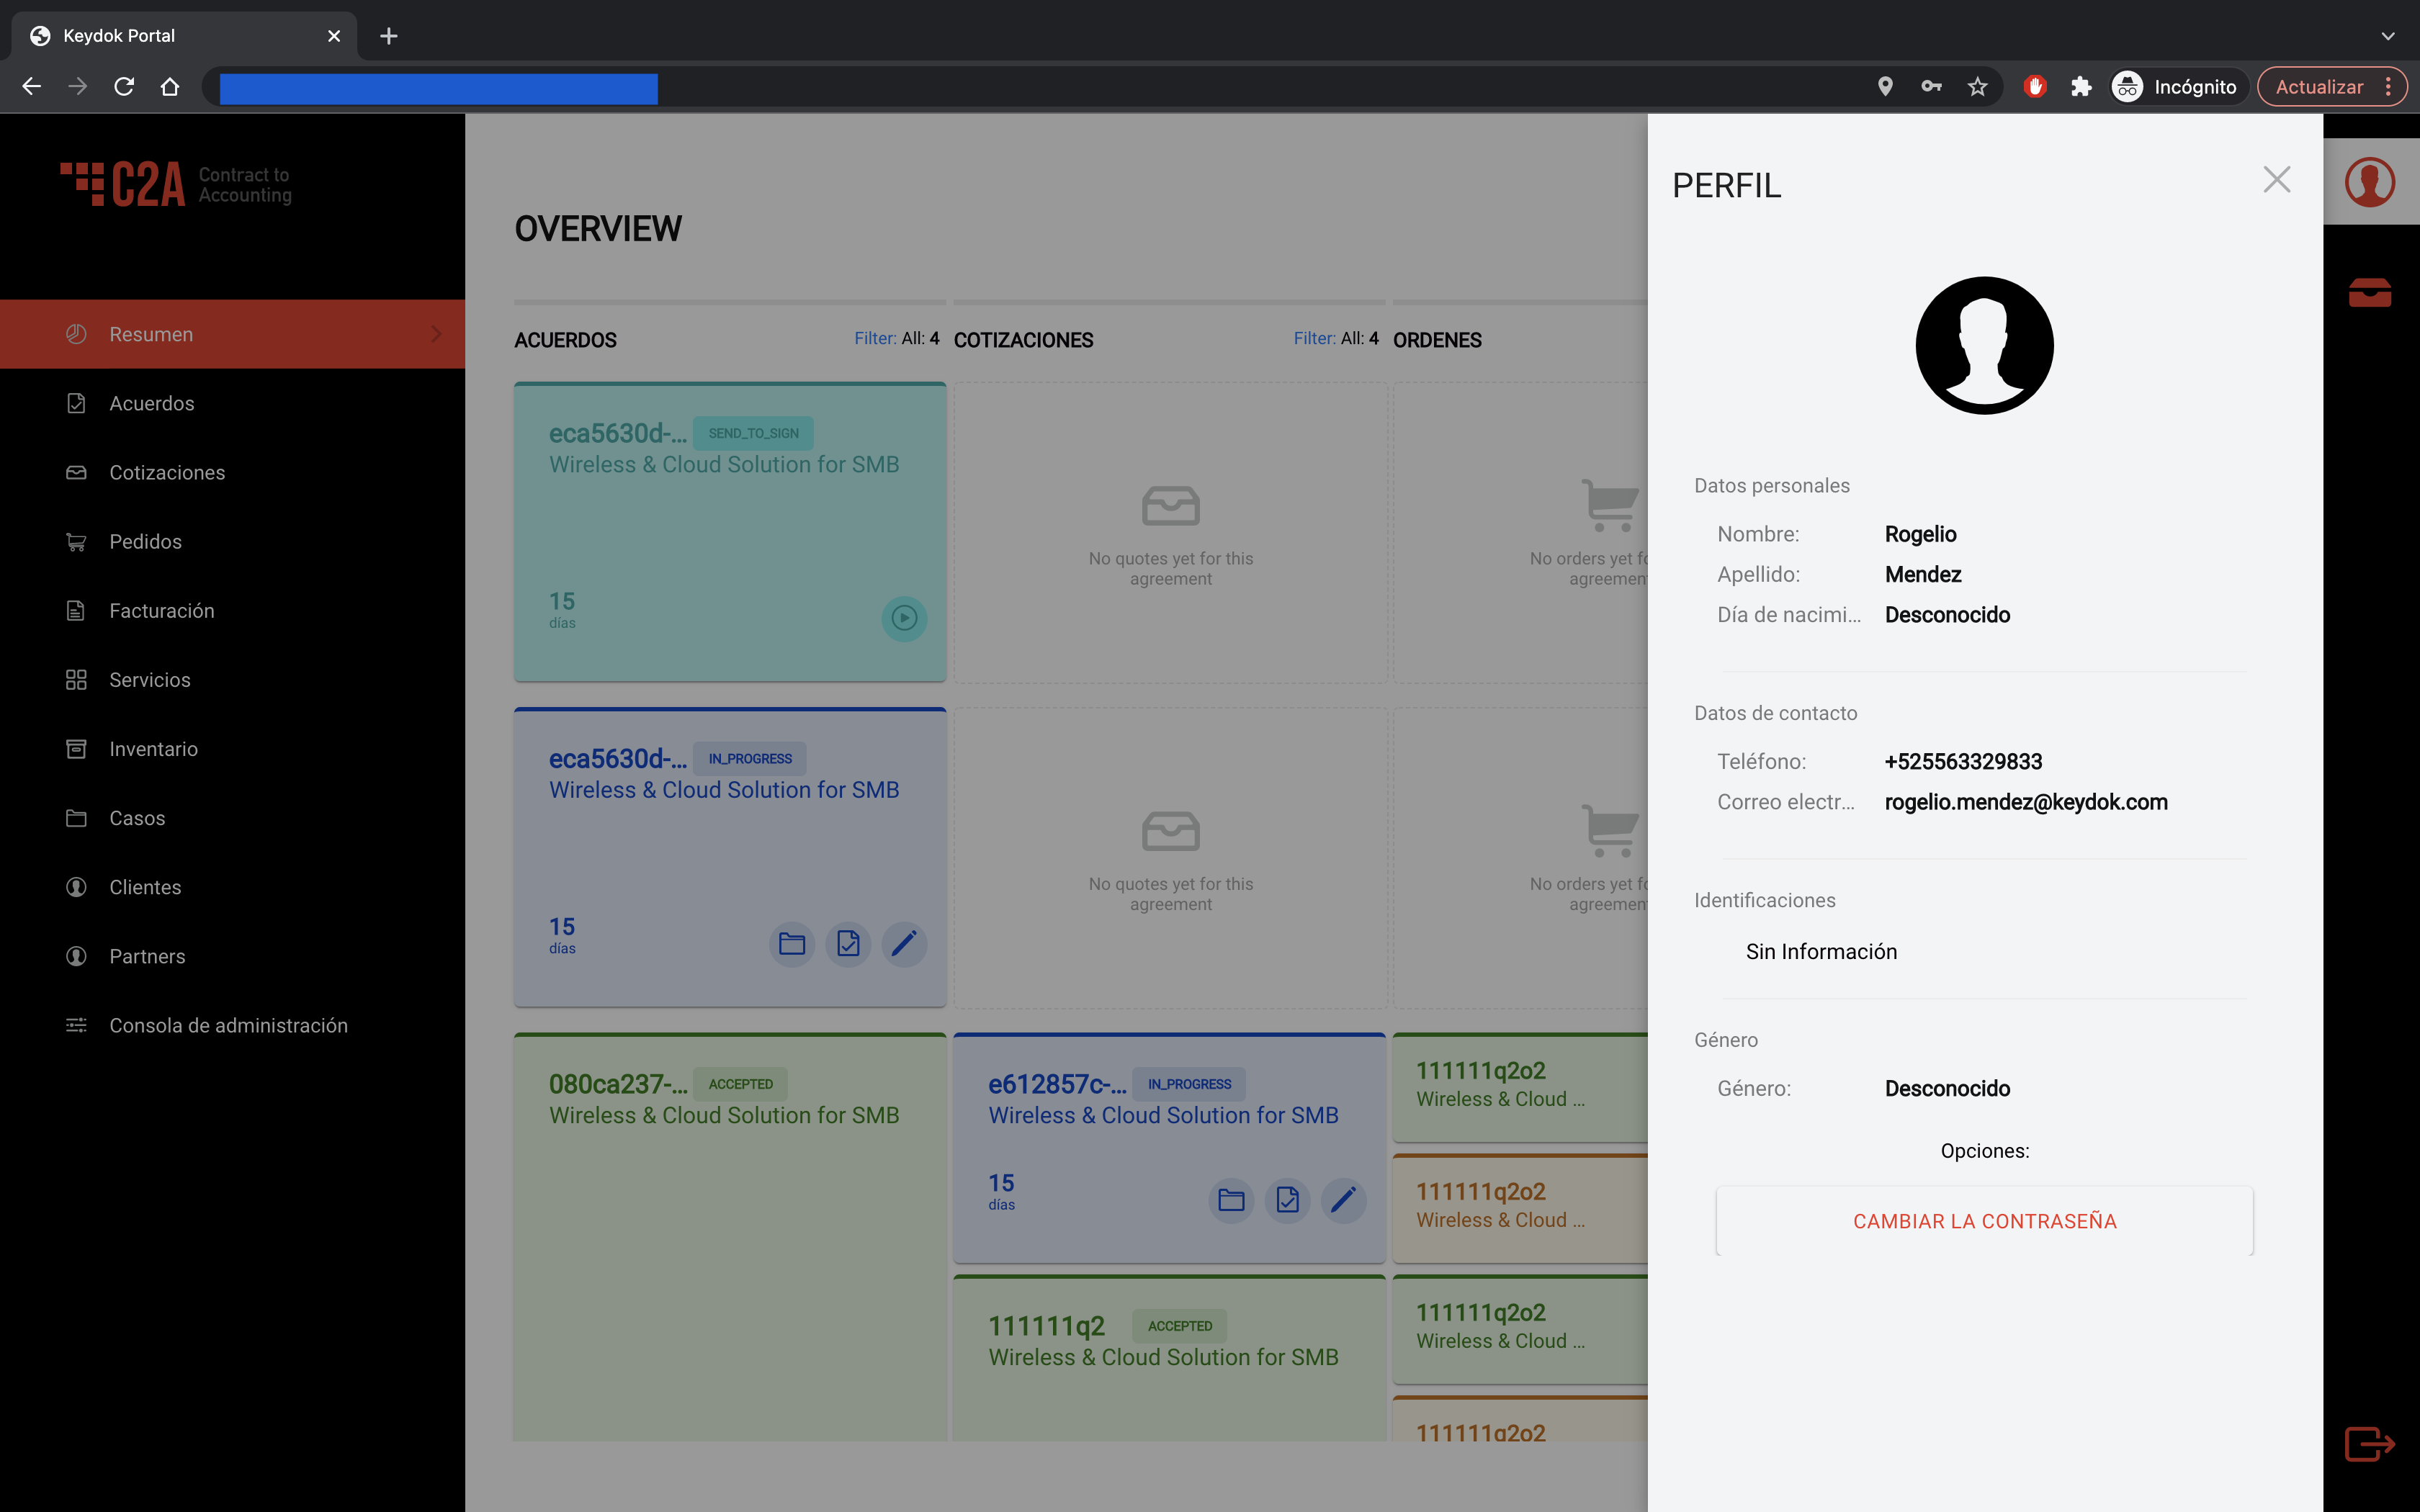 Keydok Portal
Incógnito
Actualizar
C2A Contract to
Accounting
Resumen
Acuerdos
Cotizaciones
Pedidos
Facturación
Servicios
Inventario
Casos
Clientes
Partners
Consola de administración
OVERVIEW
ACUERDOS
Filter: All: 4
COTIZACIONES
Filter: All: 4
ORDENES
eca5630d-... SEND_TO_SIGN
Wireless & Cloud Solution for SMB
15
días
No quotes yet for this
agreement
No orders yet fo
agreemen
eca5630d-... IN_PROGRESS
Wireless & Cloud Solution for SMB
15
días
No quotes yet for this
agreement
No orders yet fo
agreemen
080ca237-... ACCEPTED
Wireless & Cloud Solution for SMB
e612857c-... IN_PROGRESS
Wireless & Cloud Solution for SMB
15
días
111111q2 ACCEPTED
Wireless & Cloud Solution for SMB
111111q2o2
Wireless & Cloud ...
111111q2o2
Wireless & Cloud ...
111111q2o2
Wireless & Cloud ...
111111q2o2
PERFIL
Datos personales
Nombre: Rogelio
Apellido: Mendez
Día de nacimi... Desconocido
Datos de contacto
Teléfono: +525563329833
Correo electr... rogelio.mendez@keydok.com
Identificaciones
Sin Información
Género
Género: Desconocido
Opciones:
CAMBIAR LA CONTRASEÑA